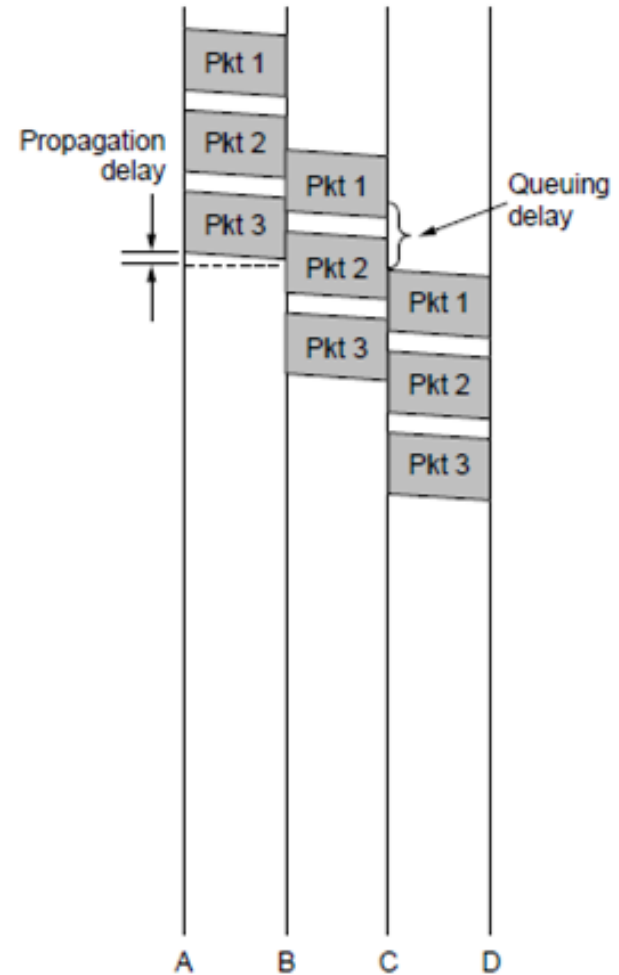 Pkt 1
Pkt 2
Pkt 3
Propagation
delay
Pkt 1
Pkt 2
Pkt 3
Queuing
delay
Pkt 1
Pkt 2
Pkt 3
A B C D